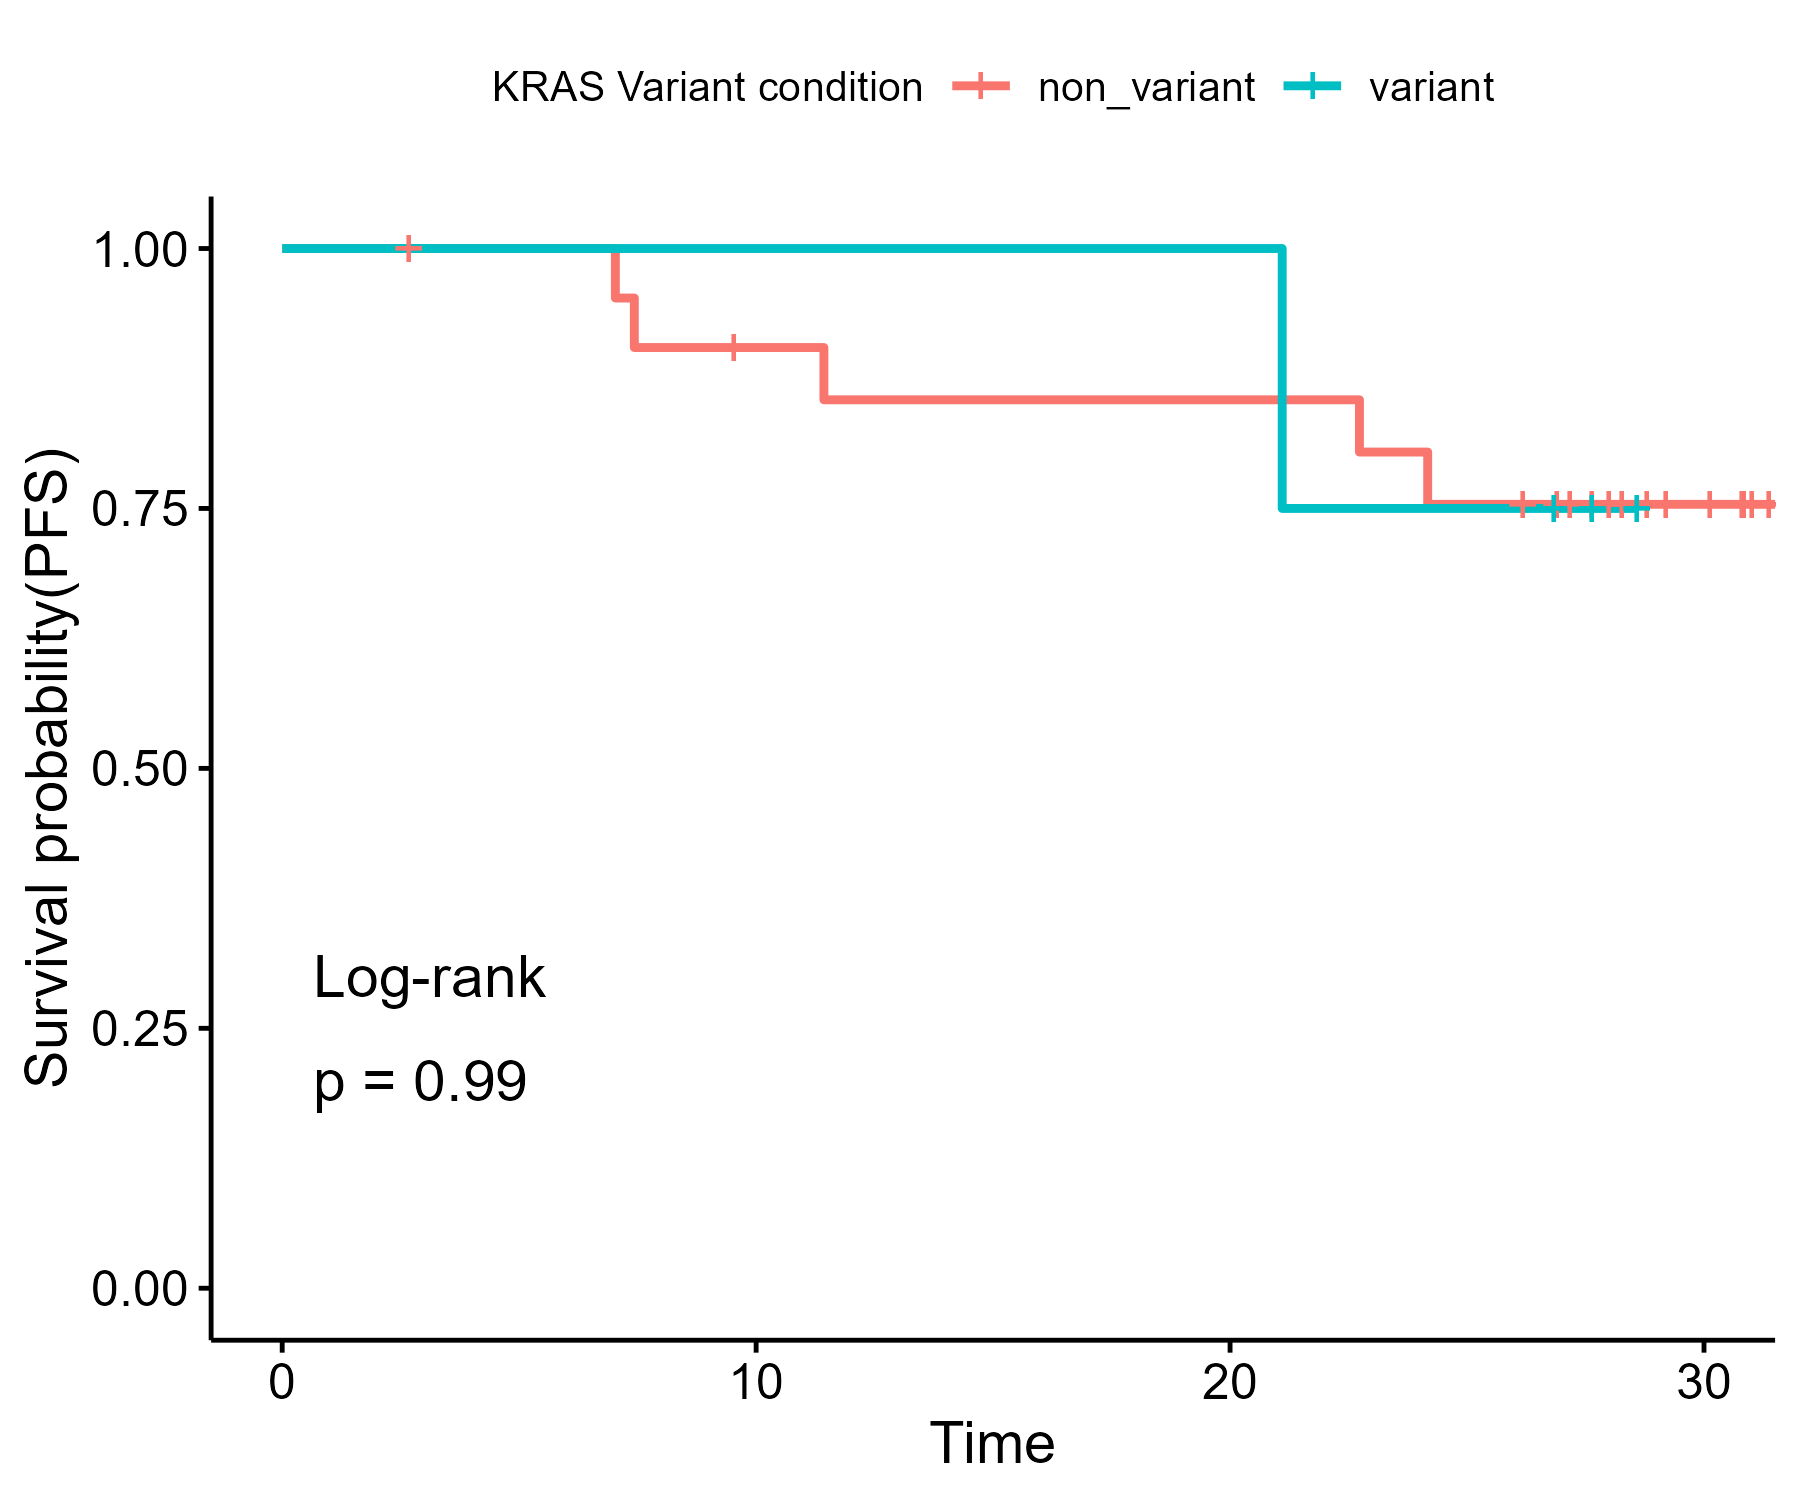 KRAS Variant condition non_variant variant
Survival probability(PFS)
1.00
0.75
0.50
0.25
0.00
Log-rank
p = 0.99
0 10 20 30
Time